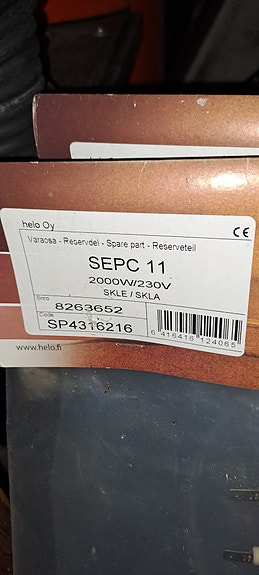 helo Oy
CE
Varaosa - Reservdel - Spare part - Reserveteil
SEPC 11
2000W/230V
SKLE / SKLA
Snro
8263652
Code
SP4316216
6 416416 124065
www.helo.fi